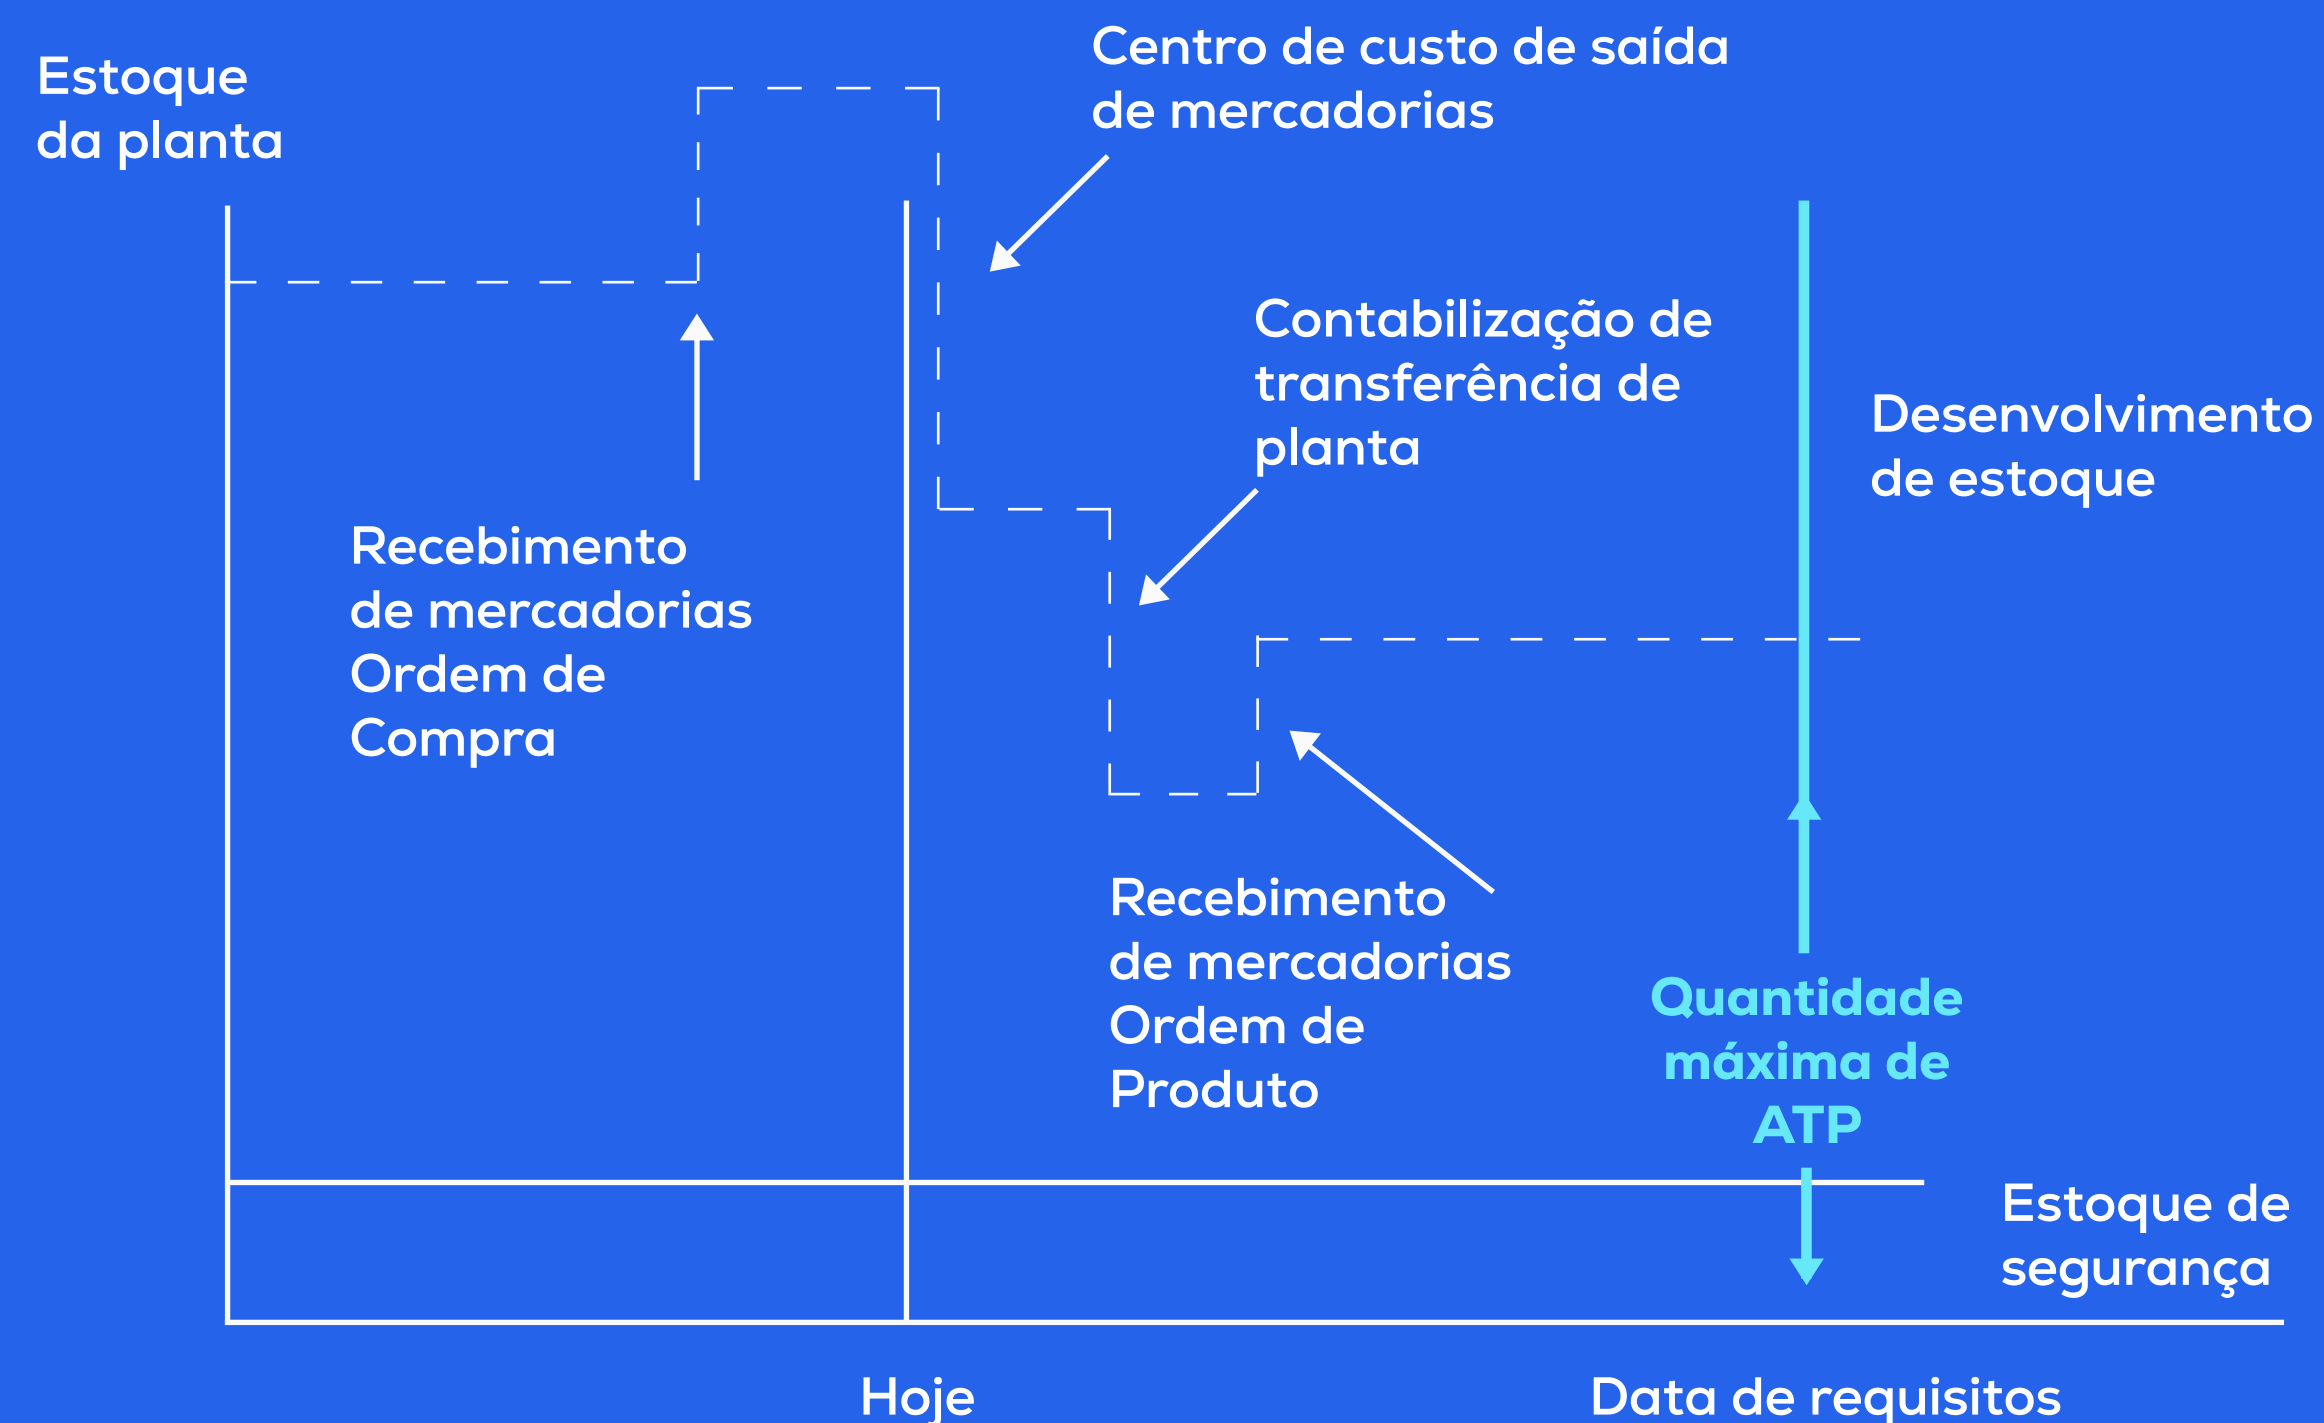 Estoque
da planta
Centro de custo de saída
de mercadorias
Contabilização de
transferência de
planta
Desenvolvimento
de estoque
Recebimento
de mercadorias
Ordem de
Compra
Recebimento
de mercadorias
Ordem de
Produto
Quantidade
máxima de
ATP
Estoque de
segurança
Hoje
Data de requisitos